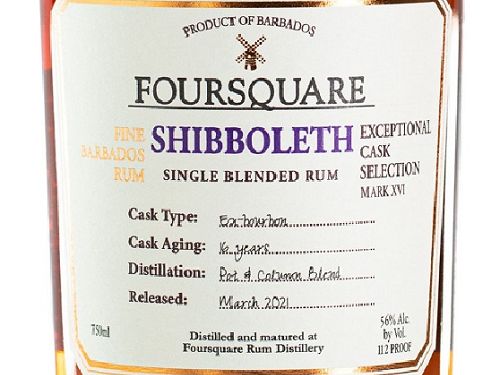 PRODUCT OF BARBADOS
FOURSQUARE
FINE
BARBADOS
RUM
SHIBBOLETH
SINGLE BLENDED RUM
EXCEPTIONAL
CASK
SELECTION
MARK XVI
Cask Type: Ex-bourbon
Cask Aging: 16 years
Distillation: Pot & Column Blend
Released: March 2021
750ml
Distilled and matured at
Foursquare Rum Distillery
56% Alc.
by Vol.
112 PROOF